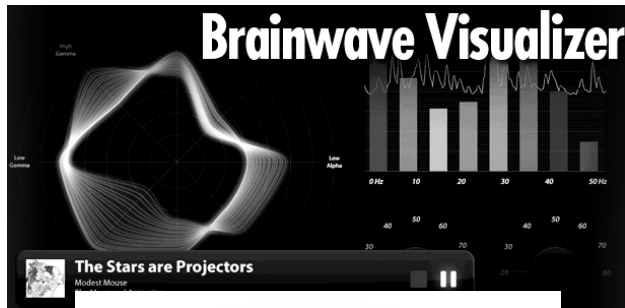 Brainwave Visualizer
High
Gamma
Low
Gamma
Low
Alpha
0 Hz 10 20 30 40 50 Hz
30 40 50 60 70
20 30 40 50 60 70 80
The Stars are Projectors
Modest Mouse